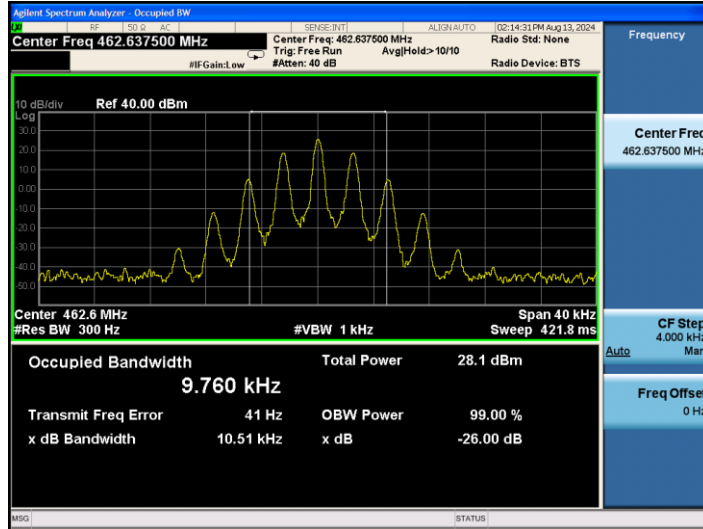 Agilent Spectrum Analyzer - Occupied BW
RF 50 Ω AC SENSE:INT ALIGN AUTO 02:14:31 PM Aug 13, 2024
Center Freq 462.637500 MHz
Center Freq: 462.637500 MHz
Radio Std: None
Trig: Free Run Avg|Hold:>10/10
#IFGain:Low #Atten: 40 dB Radio Device: BTS
10 dB/div Ref 40.00 dBm
Log
30.0
20.0
10.0
0.00
-10.0
-20.0
-30.0
-40.0
-50.0
Center 462.6 MHz Span 40 kHz
#Res BW 300 Hz #VBW 1 kHz Sweep 421.8 ms
Occupied Bandwidth Total Power 28.1 dBm
9.760 kHz
Transmit Freq Error 41 Hz OBW Power 99.00 %
x dB Bandwidth 10.51 kHz x dB -26.00 dB
MSG STATUS
Frequency
Center Freq
462.637500 MHz
CF Step
4.000 kHz
Auto Man
Freq Offset
0 Hz